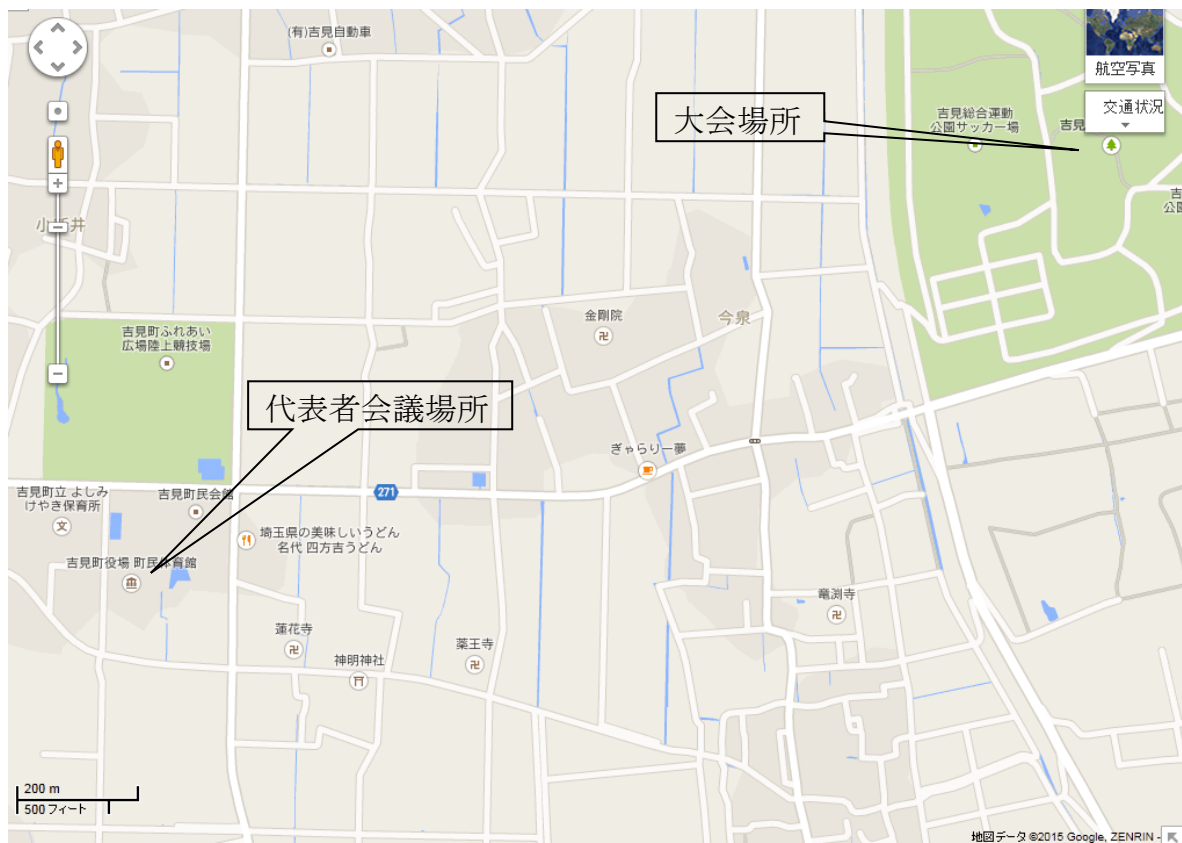 (有)吉見自動車
航空写真
交通状況
大会場所
吉見総合運動
公園サッカー場
吉見
吉
公園
小新井
吉見町ふれあい
広場陸上競技場
金剛院
今泉
代表者会議場所
ぎゃらりー夢
吉見町立 よしみ
けやき保育所
吉見町民会館
271
埼玉県の美味しいうどん
名代 四方吉うどん
吉見町役場 町民体育館
竜渕寺
蓮花寺
神明神社
薬王寺
200 m
500 フィート
地図データ ©2015 Google, ZENRIN -